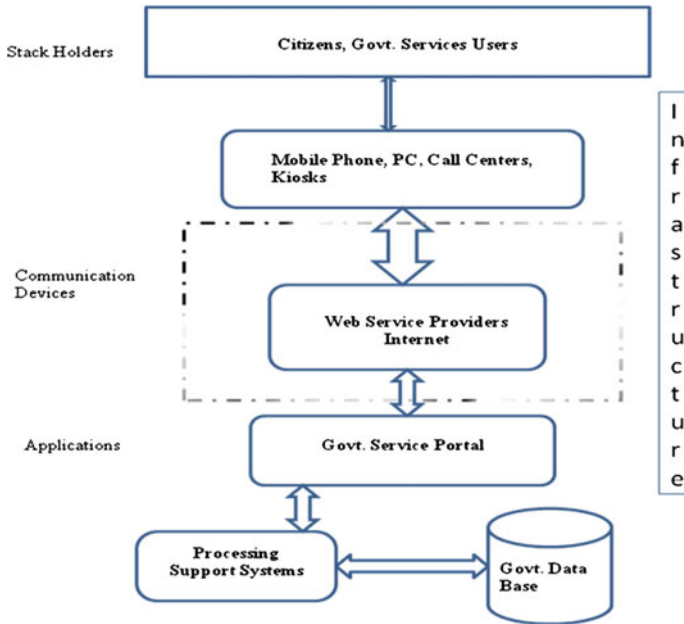 Stack Holders
Citizens, Govt. Services Users
Mobile Phone, PC, Call Centers,
Kiosks
Communication
Devices
Web Service Providers
Internet
Applications
Govt. Service Portal
Processing
Support Systems
Govt. Data
Base
I
n
f
r
a
s
t
r
u
c
t
u
r
e